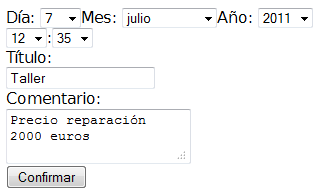 Día: 7 Mes: julio Año: 2011
12 : 35
Título:
Taller
Comentario:
Precio reparación
2000 euros
Confirmar